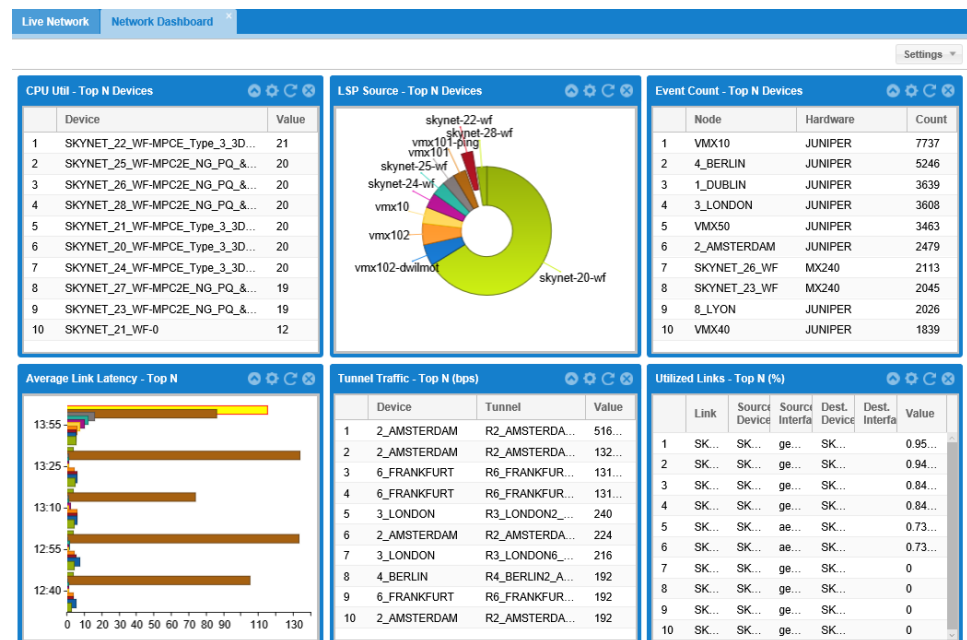 Live Network Network Dashboard ×
Settings
CPU Util - Top N Devices
Device Value
1 SKYNET_22_WF-MPCE_Type_3_3D... 21
2 SKYNET_25_WF-MPC2E_NG_PQ_&... 20
3 SKYNET_26_WF-MPC2E_NG_PQ_&... 20
4 SKYNET_28_WF-MPC2E_NG_PQ_&... 20
5 SKYNET_21_WF-MPCE_Type_3_3D... 20
6 SKYNET_20_WF-MPCE_Type_3_3D... 20
7 SKYNET_24_WF-MPCE_Type_3_3D... 20
8 SKYNET_27_WF-MPC2E_NG_PQ_&... 19
9 SKYNET_23_WF-MPC2E_NG_PQ_&... 19
10 SKYNET_21_WF-0 12
LSP Source - Top N Devices
skynet-22-wf
skynet-28-wf
vmx101-ping
vmx101
skynet-25-wf
skynet-24-wf
vmx10
vmx102
vmx102-dwilmot
skynet-20-wf
Event Count - Top N Devices
Node Hardware Count
1 VMX10 JUNIPER 7737
2 4_BERLIN JUNIPER 5246
3 1_DUBLIN JUNIPER 3639
4 3_LONDON JUNIPER 3608
5 VMX50 JUNIPER 3463
6 2_AMSTERDAM JUNIPER 2479
7 SKYNET_26_WF MX240 2113
8 SKYNET_23_WF MX240 2045
9 8_LYON JUNIPER 2026
10 VMX40 JUNIPER 1839
Average Link Latency - Top N
13:55
13:25
13:10
12:55
12:40
0 10 20 30 40 50 60 70 80 90 110 130
Tunnel Traffic - Top N (bps)
Device Tunnel Value
1 2_AMSTERDAM R2_AMSTERDA... 516...
2 2_AMSTERDAM R2_AMSTERDA... 132...
3 6_FRANKFURT R6_FRANKFUR... 131...
4 6_FRANKFURT R6_FRANKFUR... 131...
5 3_LONDON R3_LONDON2_... 240
6 2_AMSTERDAM R2_AMSTERDA... 224
7 3_LONDON R3_LONDON6_... 216
8 4_BERLIN R4_BERLIN2_A... 192
9 6_FRANKFURT R6_FRANKFUR... 192
10 2_AMSTERDAM R2_AMSTERDA... 192
Utilized Links - Top N (%)
Link Source Device Source Interfa Dest. Device Dest. Interfa Value
1 SK... SK... ge... SK... 0.95...
2 SK... SK... ge... SK... 0.94...
3 SK... SK... ge... SK... 0.84...
4 SK... SK... ge... SK... 0.84...
5 SK... SK... ae... SK... 0.73...
6 SK... SK... ae... SK... 0.73...
7 SK... SK... ge... SK... 0
8 SK... SK... ge... SK... 0
9 SK... SK... ge... SK... 0
10 SK... SK... ge... SK... 0